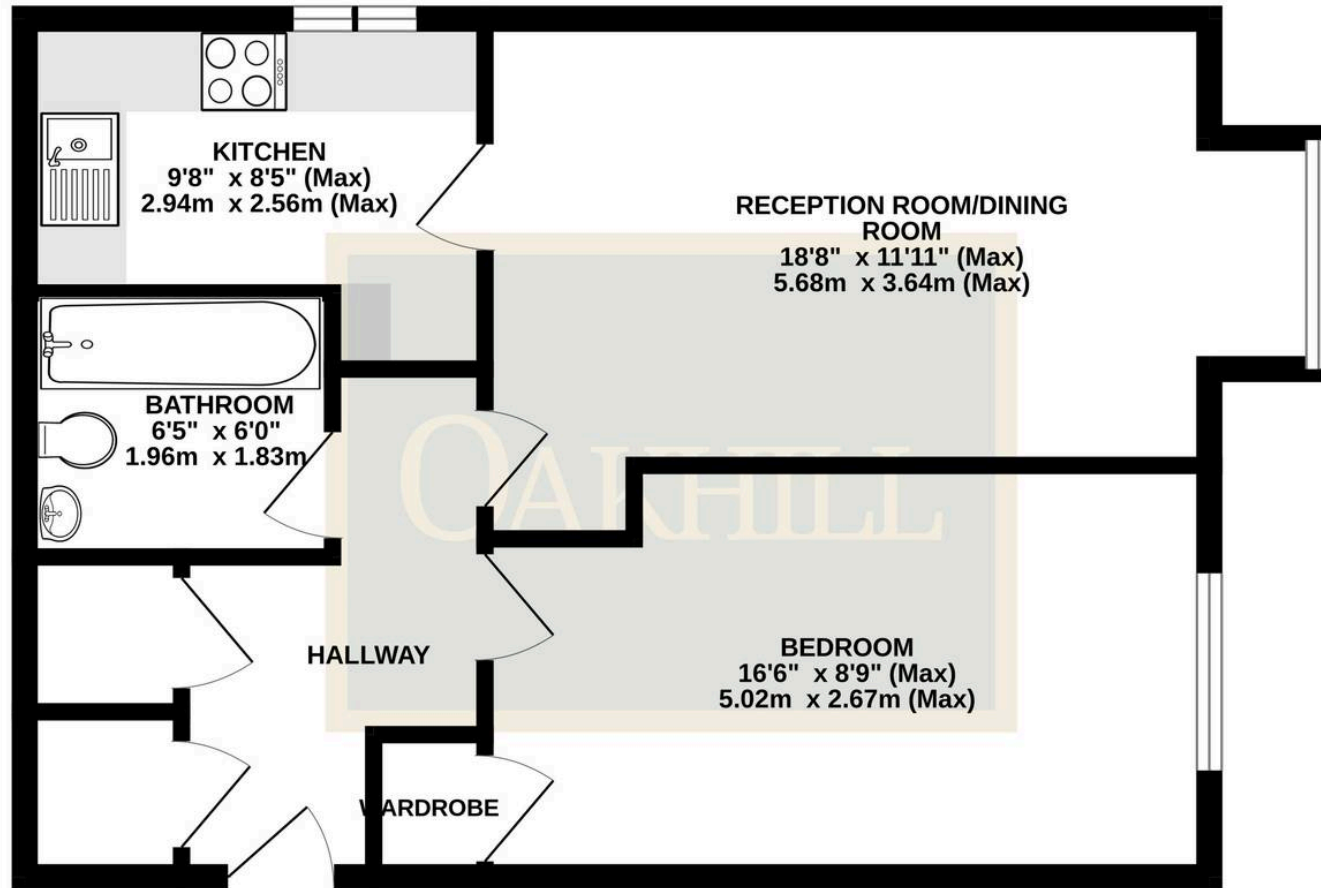 KITCHEN
9'8" x 8'5" (Max)
2.94m x 2.56m (Max)
RECEPTION ROOM/DINING
ROOM
18'8" x 11'11" (Max)
5.68m x 3.64m (Max)
BATHROOM
6'5" x 6'0"
1.96m x 1.83m
OAKHILL
HALLWAY
BEDROOM
16'6" x 8'9" (Max)
5.02m x 2.67m (Max)
WARDROBE